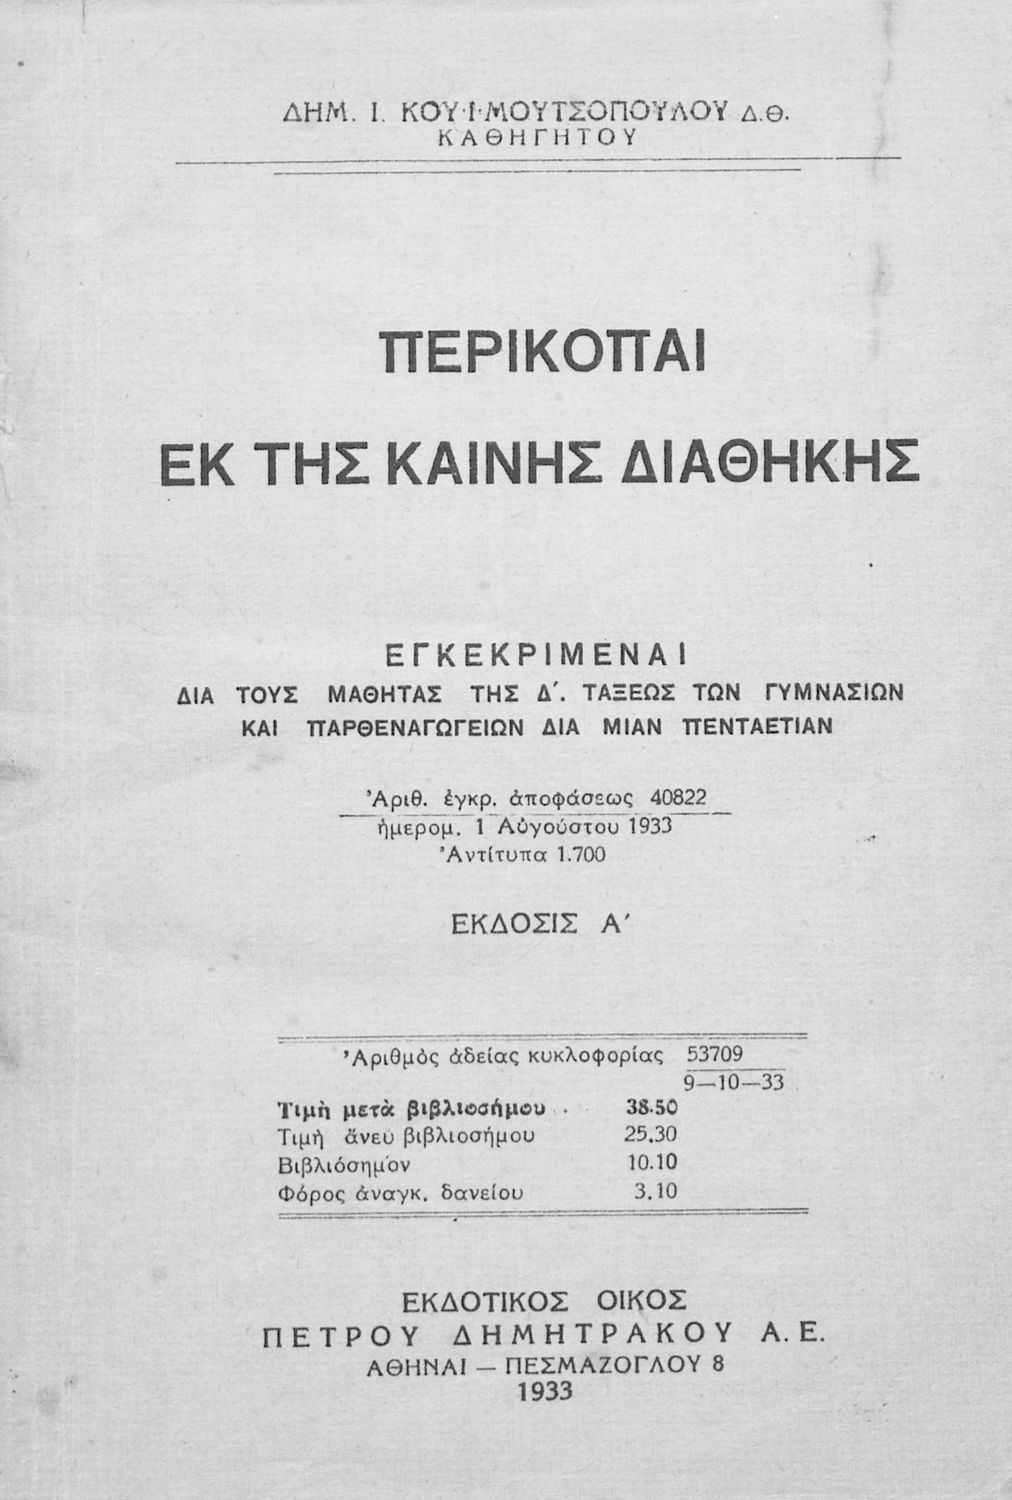 ΔΗΜ. Ι. ΚΟΥ·Ι·ΜΟΥΤΣΟΠΟΥΛΟΥ Δ.Θ.
ΚΑΘΗΓΗΤΟΥ
ΠΕΡΙΚΟΠΑΙ
ΕΚ ΤΗΣ ΚΑΙΝΗΣ ΔΙΑΘΗΚΗΣ
ΕΓΚΕΚΡΙΜΕΝΑΙ
ΔΙΑ ΤΟΥΣ ΜΑΘΗΤΑΣ ΤΗΣ Δ΄. ΤΑΞΕΩΣ ΤΩΝ ΓΥΜΝΑΣΙΩΝ
ΚΑΙ ΠΑΡΘΕΝΑΓΩΓΕΙΩΝ ΔΙΑ ΜΙΑΝ ΠΕΝΤΑΕΤΙΑΝ
Ἀριθ. ἐγκρ. ἀποφάσεως 40822
ἡμερομ. 1 Αὐγούστου 1933
Ἀντίτυπα 1.700
ΕΚΔΟΣΙΣ Α΄
Ἀριθμὸς ἀδείας κυκλοφορίας 53709
9—10—33
Τιμὴ μετὰ βιβλιοσήμου . . 38.50
Τιμὴ ἄνευ βιβλιοσήμου 25.30
Βιβλιόσημον 10.10
Φόρος ἀναγκ. δανείου 3.10
ΕΚΔΟΤΙΚΟΣ ΟΙΚΟΣ
ΠΕΤΡΟΥ ΔΗΜΗΤΡΑΚΟΥ Α.Ε.
ΑΘΗΝΑΙ — ΠΕΣΜΑΖΟΓΛΟΥ 8
1933